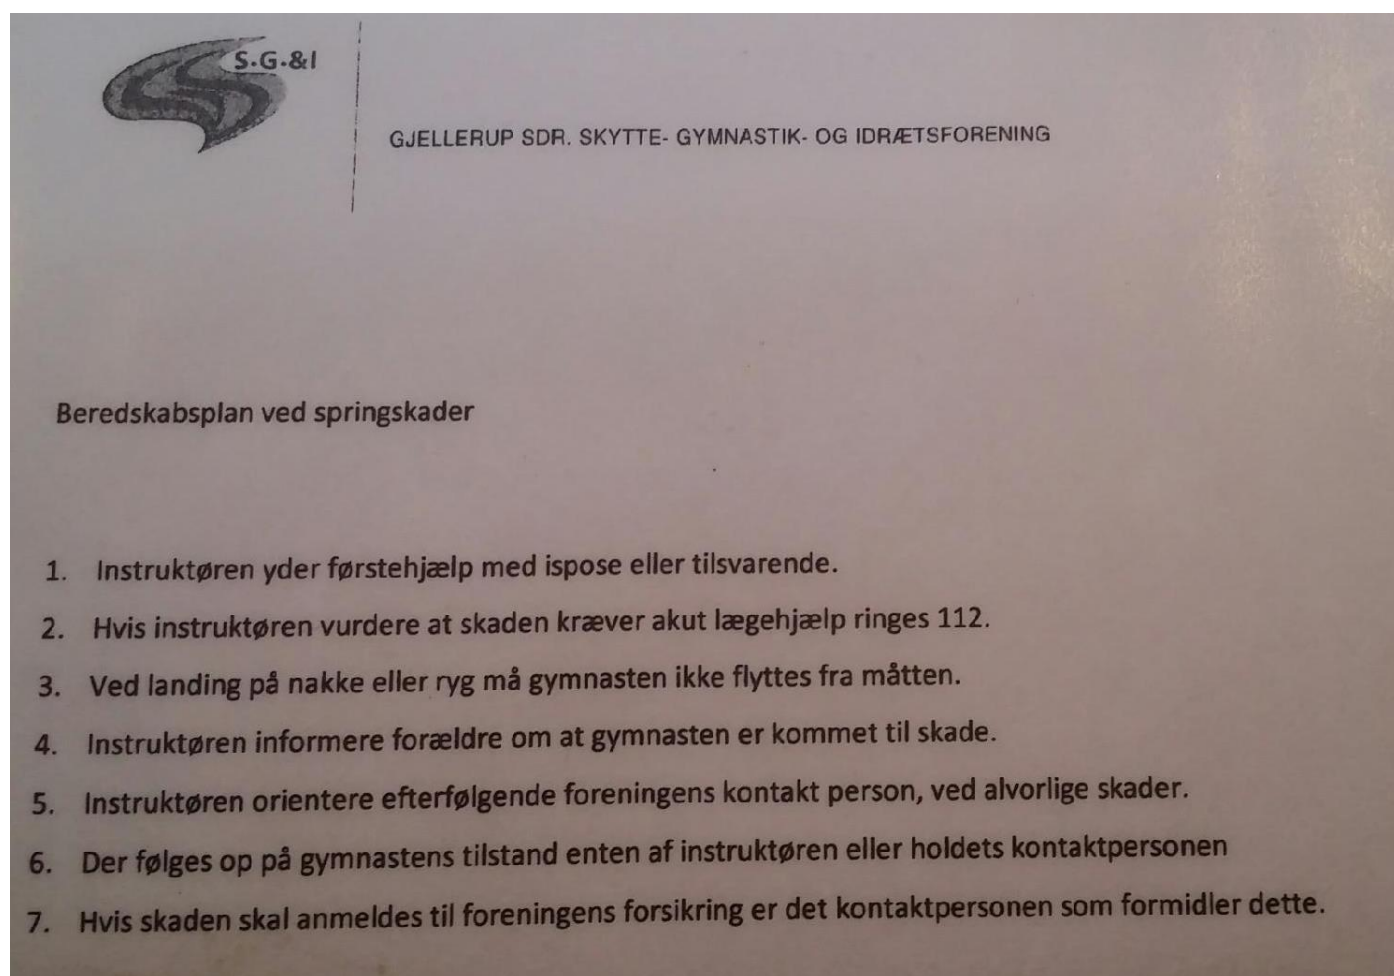 S.G.&I
GJELLERUP SDR. SKYTTE- GYMNASTIK- OG IDRÆTSFORENING
Beredskabsplan ved springskader
1. Instruktøren yder førstehjælp med ispose eller tilsvarende.
2. Hvis instruktøren vurdere at skaden kræver akut lægehjælp ringes 112.
3. Ved landing på nakke eller ryg må gymnasten ikke flyttes fra måtten.
4. Instruktøren informere forældre om at gymnasten er kommet til skade.
5. Instruktøren orientere efterfølgende foreningens kontakt person, ved alvorlige skader.
6. Der følges op på gymnastens tilstand enten af instruktøren eller holdets kontaktpersonen
7. Hvis skaden skal anmeldes til foreningens forsikring er det kontaktpersonen som formidler dette.